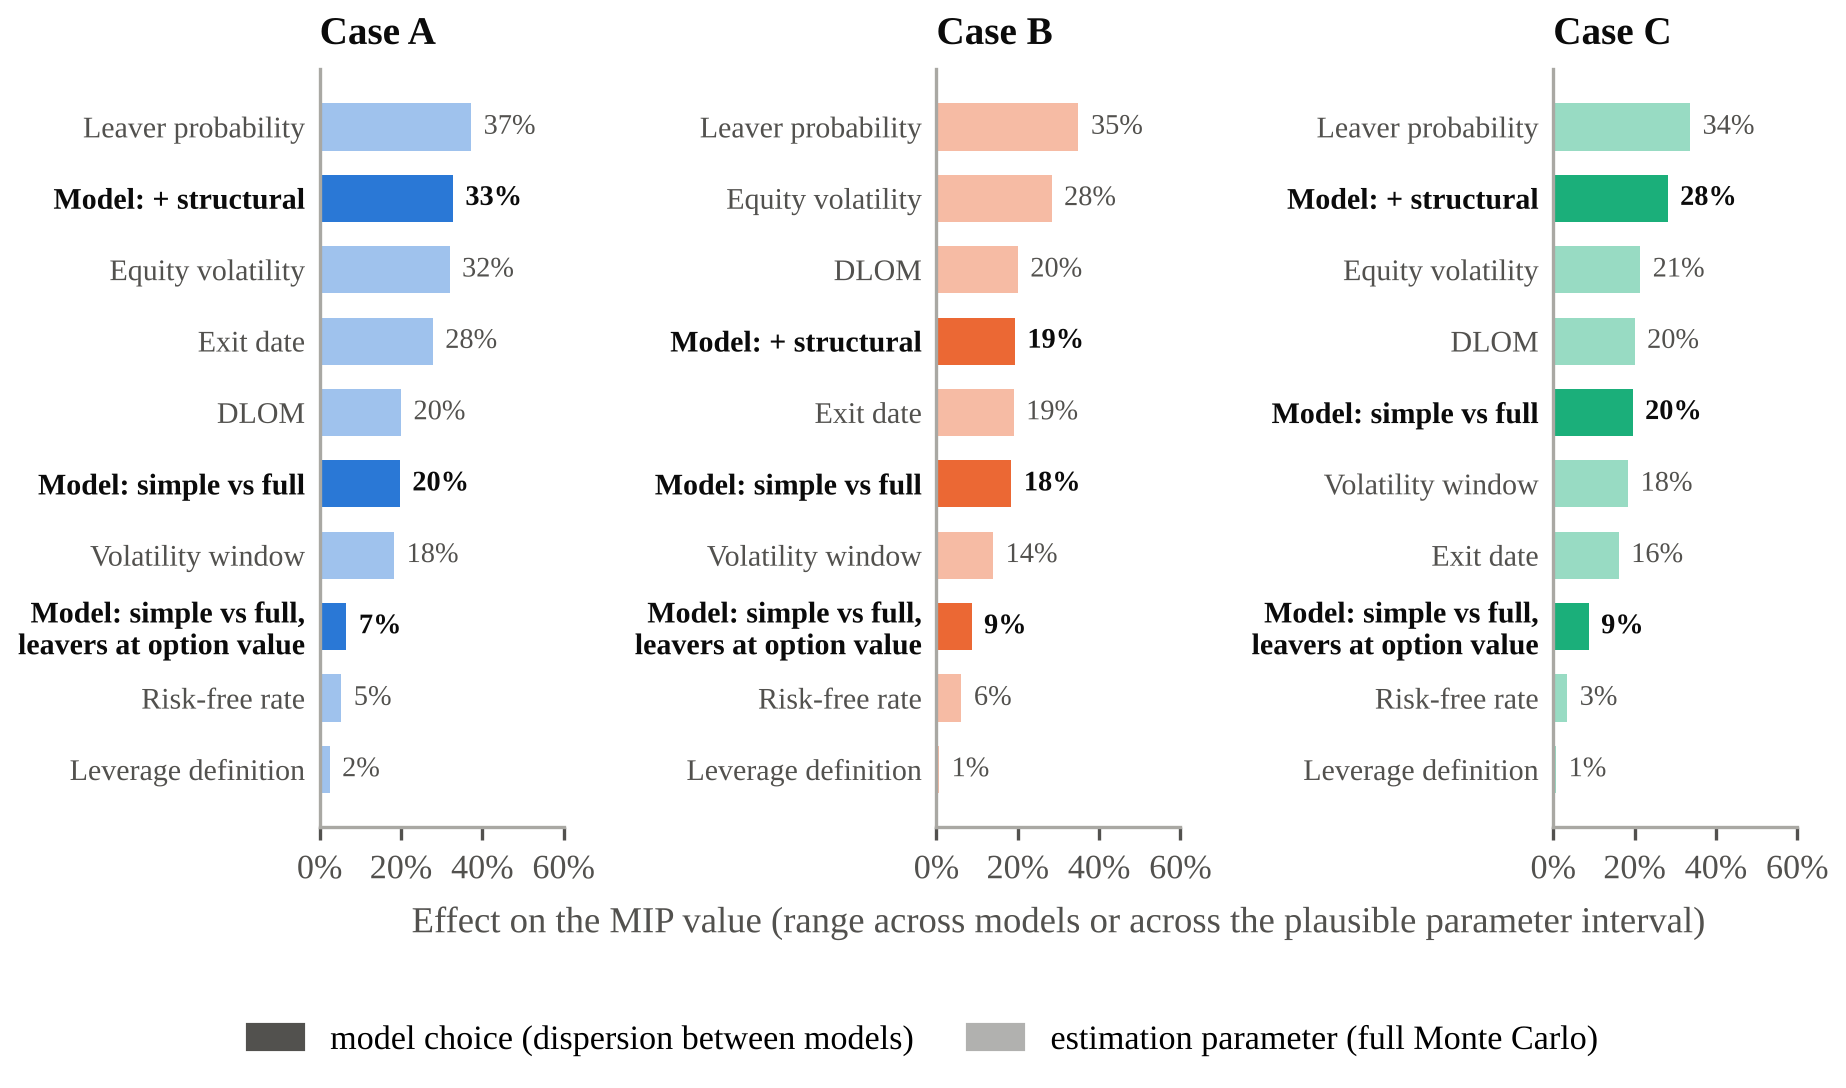 Case A
Leaver probability 37%
Model: + structural 33%
Equity volatility 32%
Exit date 28%
DLOM 20%
Model: simple vs full 20%
Volatility window 18%
Model: simple vs full,
leavers at option value 7%
Risk-free rate 5%
Leverage definition 2%
0% 20% 40% 60%
Case B
Leaver probability 35%
Equity volatility 28%
DLOM 20%
Model: + structural 19%
Exit date 19%
Model: simple vs full 18%
Volatility window 14%
Model: simple vs full,
leavers at option value 9%
Risk-free rate 6%
Leverage definition 1%
0% 20% 40% 60%
Case C
Leaver probability 34%
Model: + structural 28%
Equity volatility 21%
DLOM 20%
Model: simple vs full 20%
Volatility window 18%
Exit date 16%
Model: simple vs full,
leavers at option value 9%
Risk-free rate 3%
Leverage definition 1%
0% 20% 40% 60%
Effect on the MIP value (range across models or across the plausible parameter interval)
model choice (dispersion between models)
estimation parameter (full Monte Carlo)